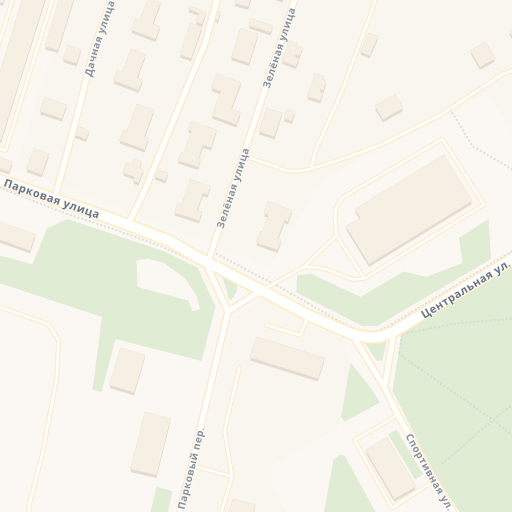 Дачная улица
Зелёная улица
Зелёная улица
Парковая улица
Центральная ул.
Спортивная ул.
Парковый пер.